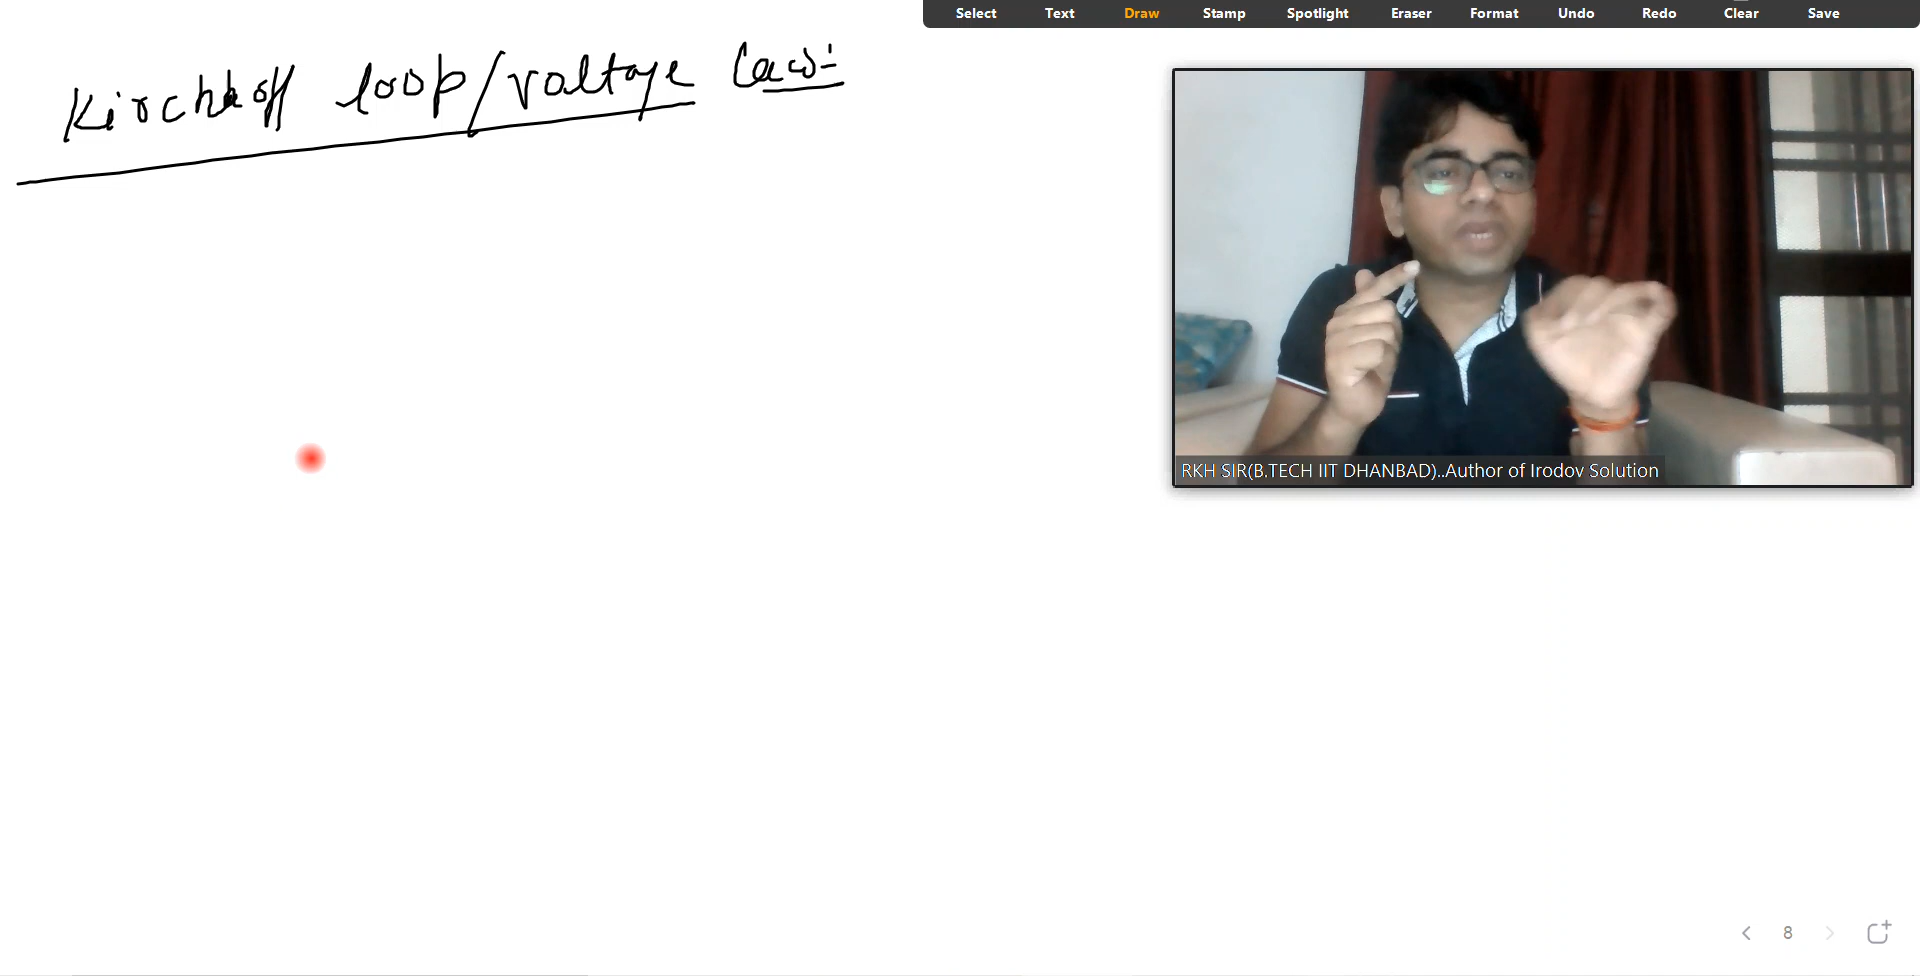 Select Text Draw Stamp Spotlight Eraser Format Undo Redo Clear Save
Kirchhoff loop/voltage Law:
RKH SIR(B.TECH IIT DHANBAD)..Author of Irodov Solution
8